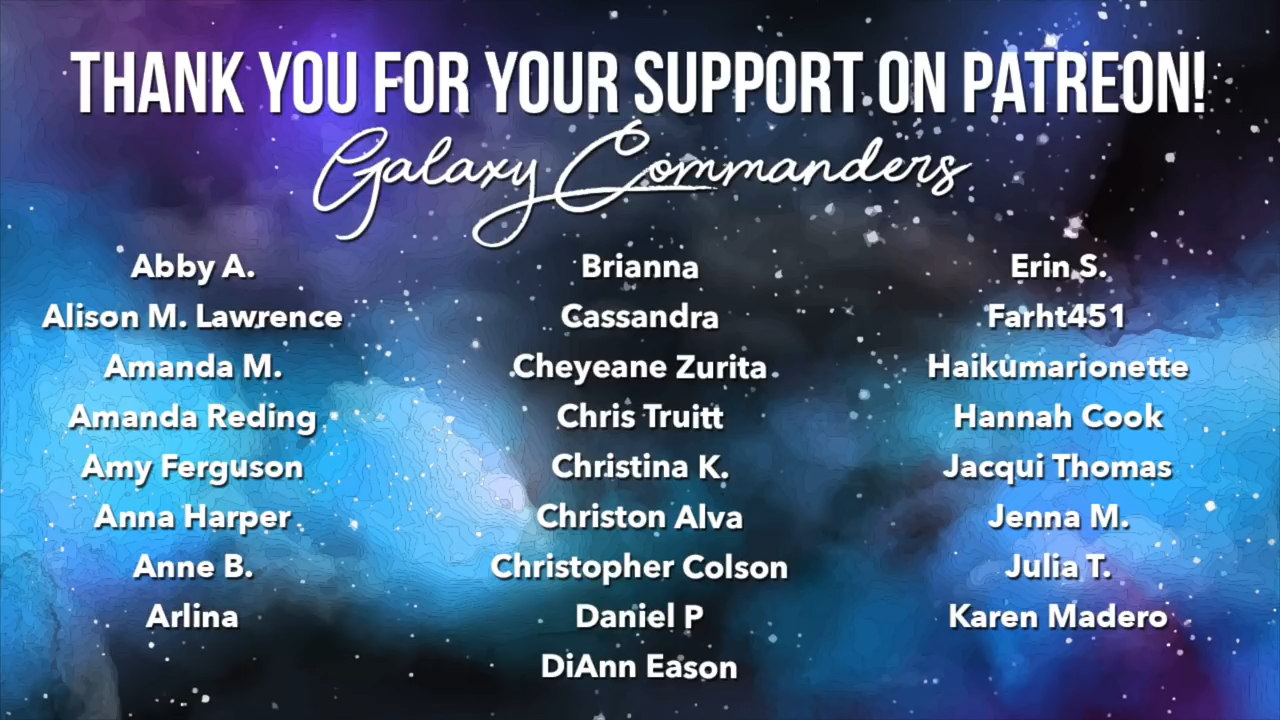 THANK YOU FOR YOUR SUPPORT ON PATREON!
Galaxy Commanders
Abby A.
Alison M. Lawrence
Amanda M.
Amanda Reding
Amy Ferguson
Anna Harper
Anne B.
Arlina
Brianna
Cassandra
Cheyeane Zurita
Chris Truitt
Christina K.
Christon Alva
Christopher Colson
Daniel P
DiAnn Eason
Erin S.
Farht451
Haikumarionette
Hannah Cook
Jacqui Thomas
Jenna M.
Julia T.
Karen Madero